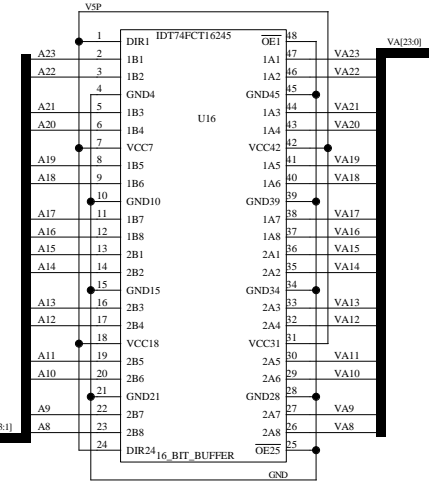 V5P
IDT74FCT16245
VA[23:0]
1 DIR1 OE1 48
A23 2 1B1 1A1 47 VA23
A22 3 1B2 1A2 46 VA22
4 GND4 GND45 45
A21 5 1B3 U16 1A3 44 VA21
A20 6 1B4 1A4 43 VA20
7 VCC7 VCC42 42
A19 8 1B5 1A5 41 VA19
A18 9 1B6 1A6 40 VA18
10 GND10 GND39 39
A17 11 1B7 1A7 38 VA17
A16 12 1B8 1A8 37 VA16
A15 13 2B1 2A1 36 VA15
A14 14 2B2 2A2 35 VA14
15 GND15 GND34 34
A13 16 2B3 2A3 33 VA13
A12 17 2B4 2A4 32 VA12
18 VCC18 VCC31 31
A11 19 2B5 2A5 30 VA11
A10 20 2B6 2A6 29 VA10
21 GND21 GND28 28
A9 22 2B7 2A7 27 VA9
:1] A8 23 2B8 2A8 26 VA8
24 DIR24 OE25 25
16_BIT_BUFFER
GND